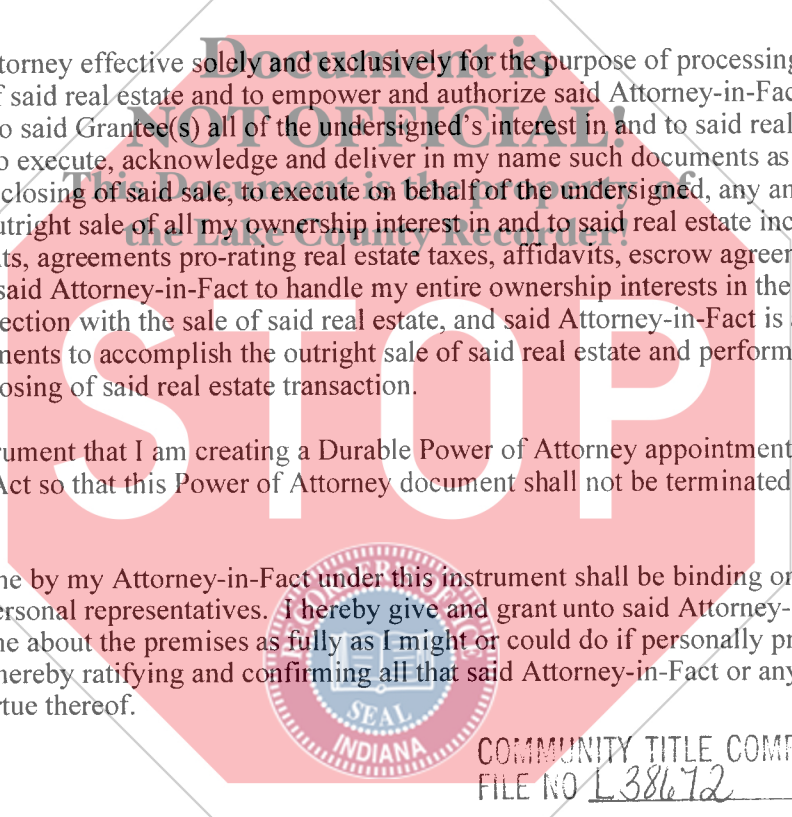 Document is
NOT OFFICIAL!
This Document is the property of
the Lake County Recorder!
STOP
torney effective solely and exclusively for the purpose of processing
f said real estate and to empower and authorize said Attorney-in-Fac
o said Grantee(s) all of the undersigned's interest in and to said real
o execute, acknowledge and deliver in my name such documents as
closing of said sale, to execute on behalf of the undersigned, any an
utright sale of all my ownership interest in and to said real estate inc
ts, agreements pro-rating real estate taxes, affidavits, escrow agreer
said Attorney-in-Fact to handle my entire ownership interests in the
ection with the sale of said real estate, and said Attorney-in-Fact is
ments to accomplish the outright sale of said real estate and perform
osing of said real estate transaction.
rument that I am creating a Durable Power of Attorney appointment
Act so that this Power of Attorney document shall not be terminated
ne by my Attorney-in-Fact under this instrument shall be binding on
ersonal representatives. I hereby give and grant unto said Attorney-
ne about the premises as fully as I might or could do if personally pr
hereby ratifying and confirming all that said Attorney-in-Fact or any
rtue thereof.
RECORDER'S OFFICE
SEAL
INDIANA
COMMUNITY TITLE COMP
FILE NO L38672